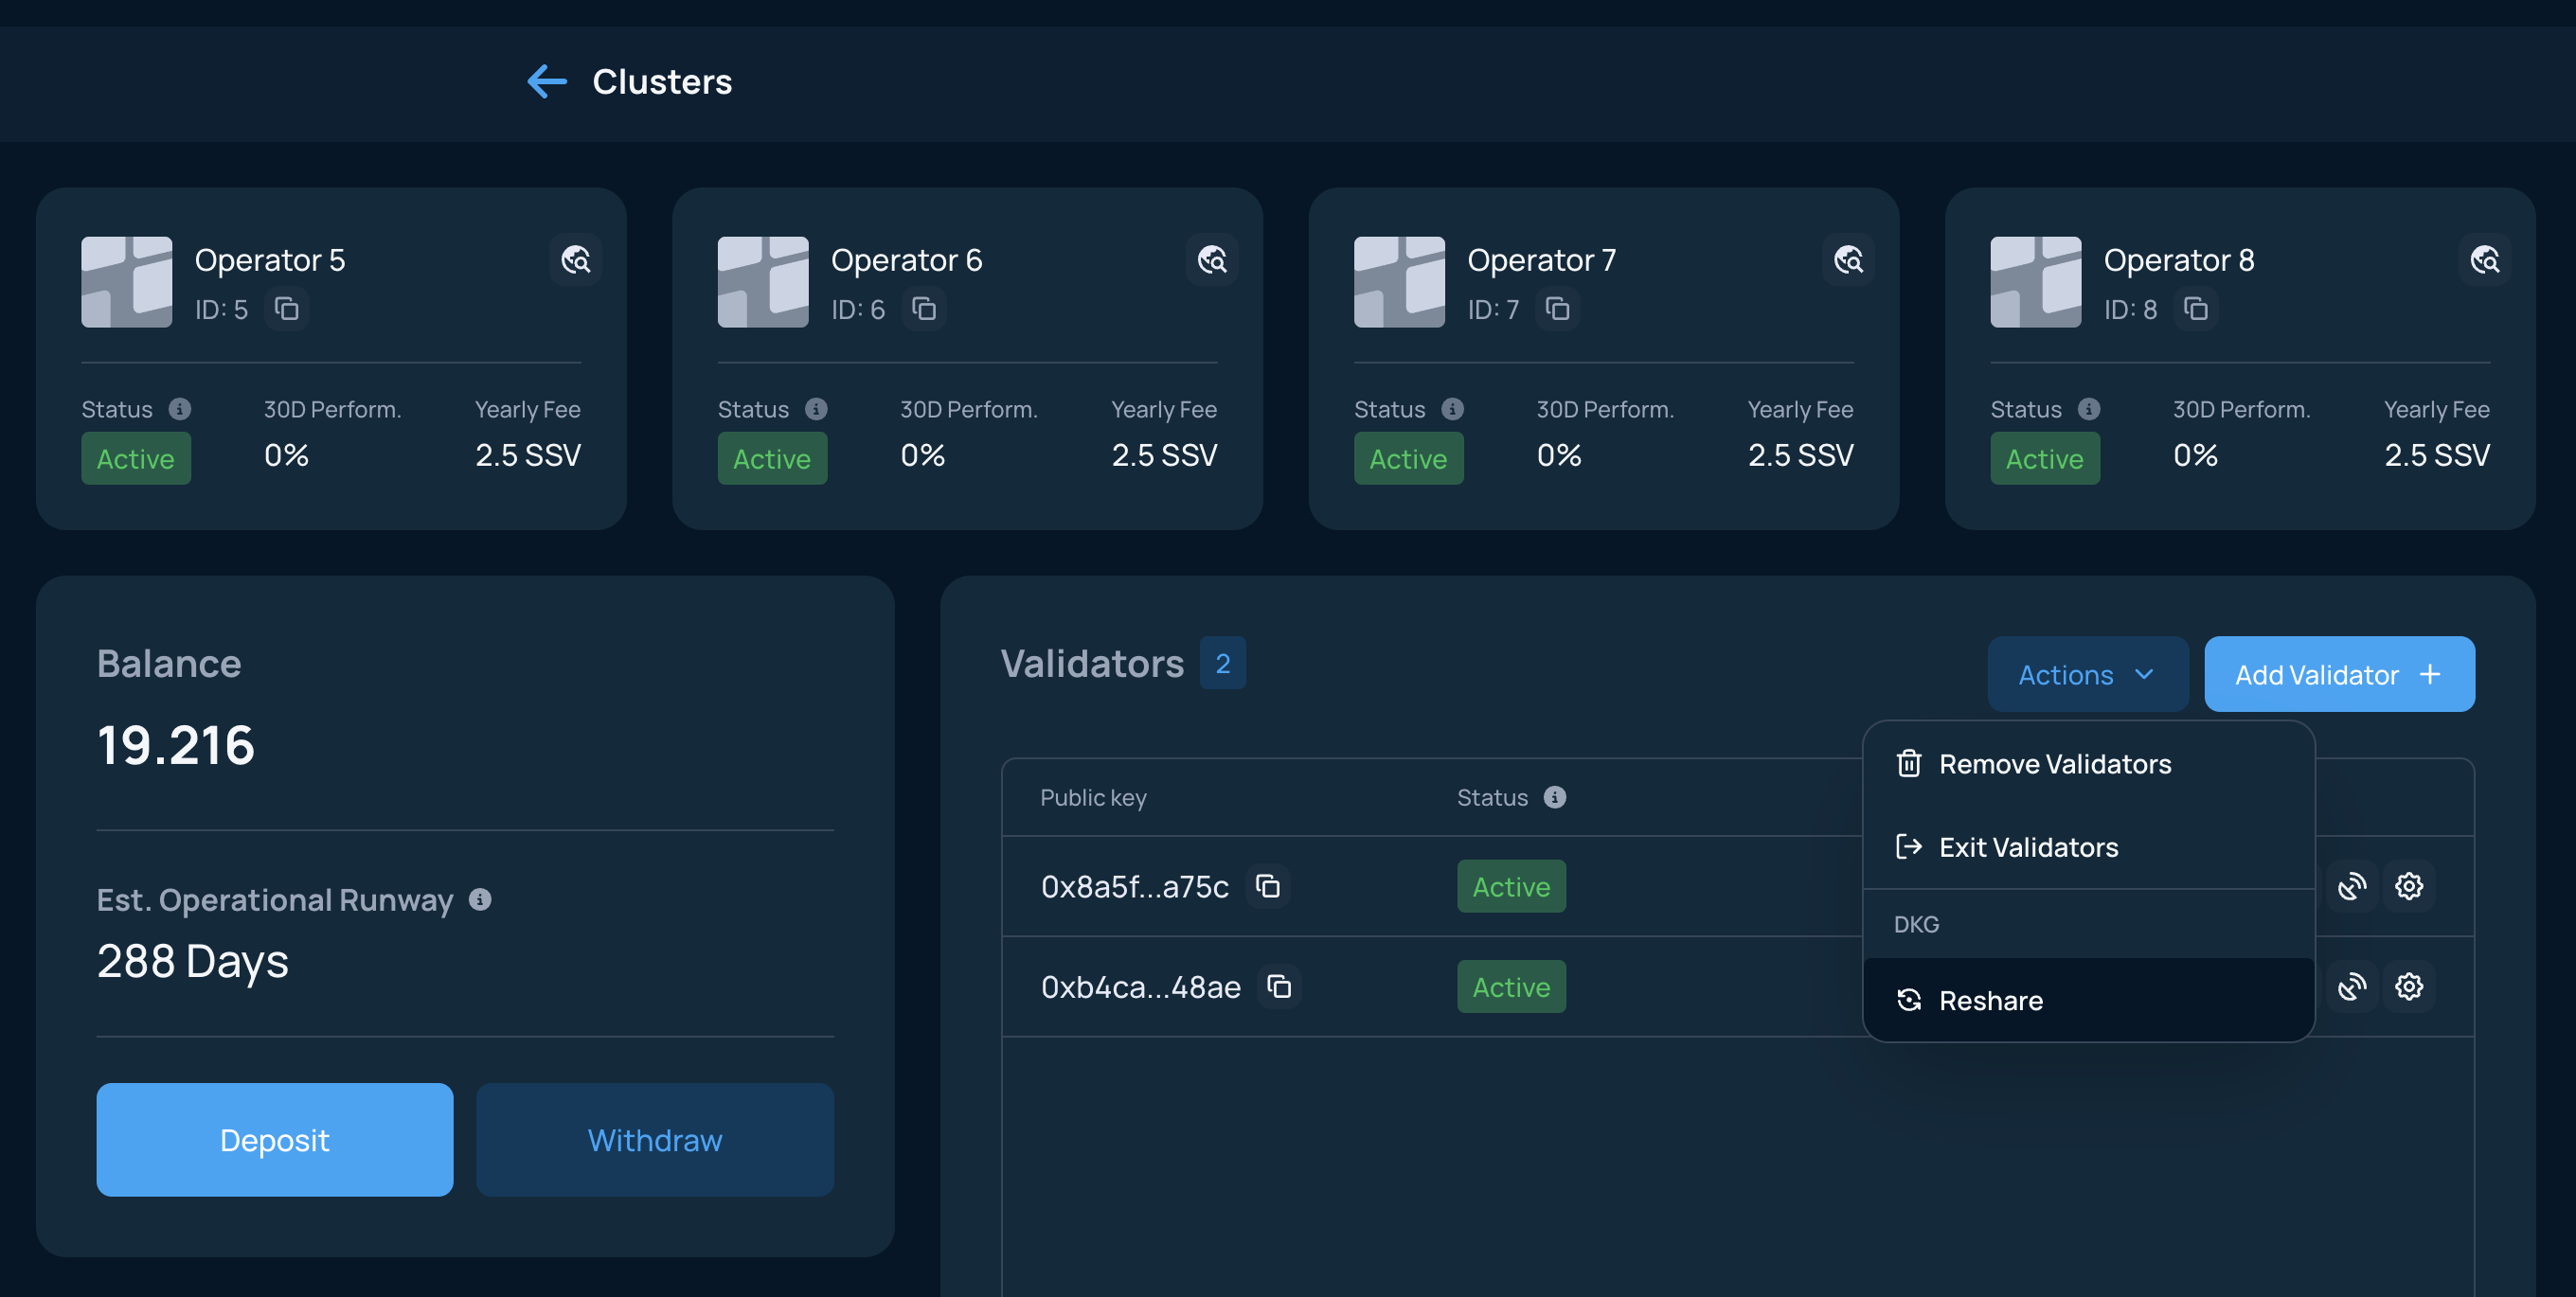 Clusters
Operator 5
ID: 5
Status
30D Perform.
Yearly Fee
Active
0%
2.5 SSV
Operator 6
ID: 6
Status
30D Perform.
Yearly Fee
Active
0%
2.5 SSV
Operator 7
ID: 7
Status
30D Perform.
Yearly Fee
Active
0%
2.5 SSV
Operator 8
ID: 8
Status
30D Perform.
Yearly Fee
Active
0%
2.5 SSV
Balance
19.216
Est. Operational Runway
288 Days
Deposit
Withdraw
Validators 2
Actions
Add Validator
Public key
Status
0x8a5f...a75c
Active
0xb4ca...48ae
Active
Remove Validators
Exit Validators
DKG
Reshare